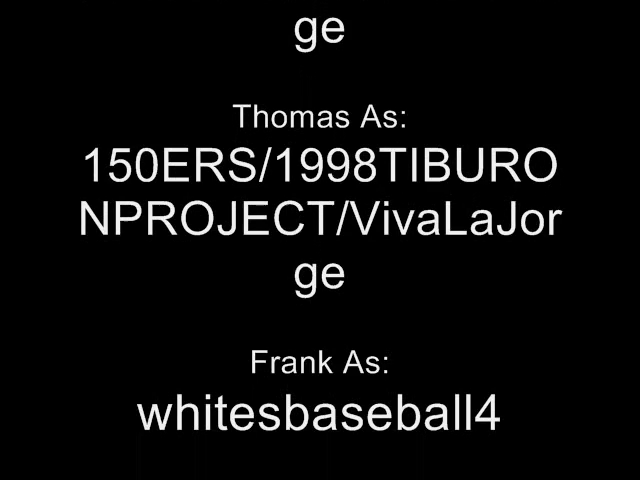 ge
Thomas As:
150ERS/1998TIBURO
NPROJECT/VivaLaJor
ge
Frank As:
whitesbaseball4